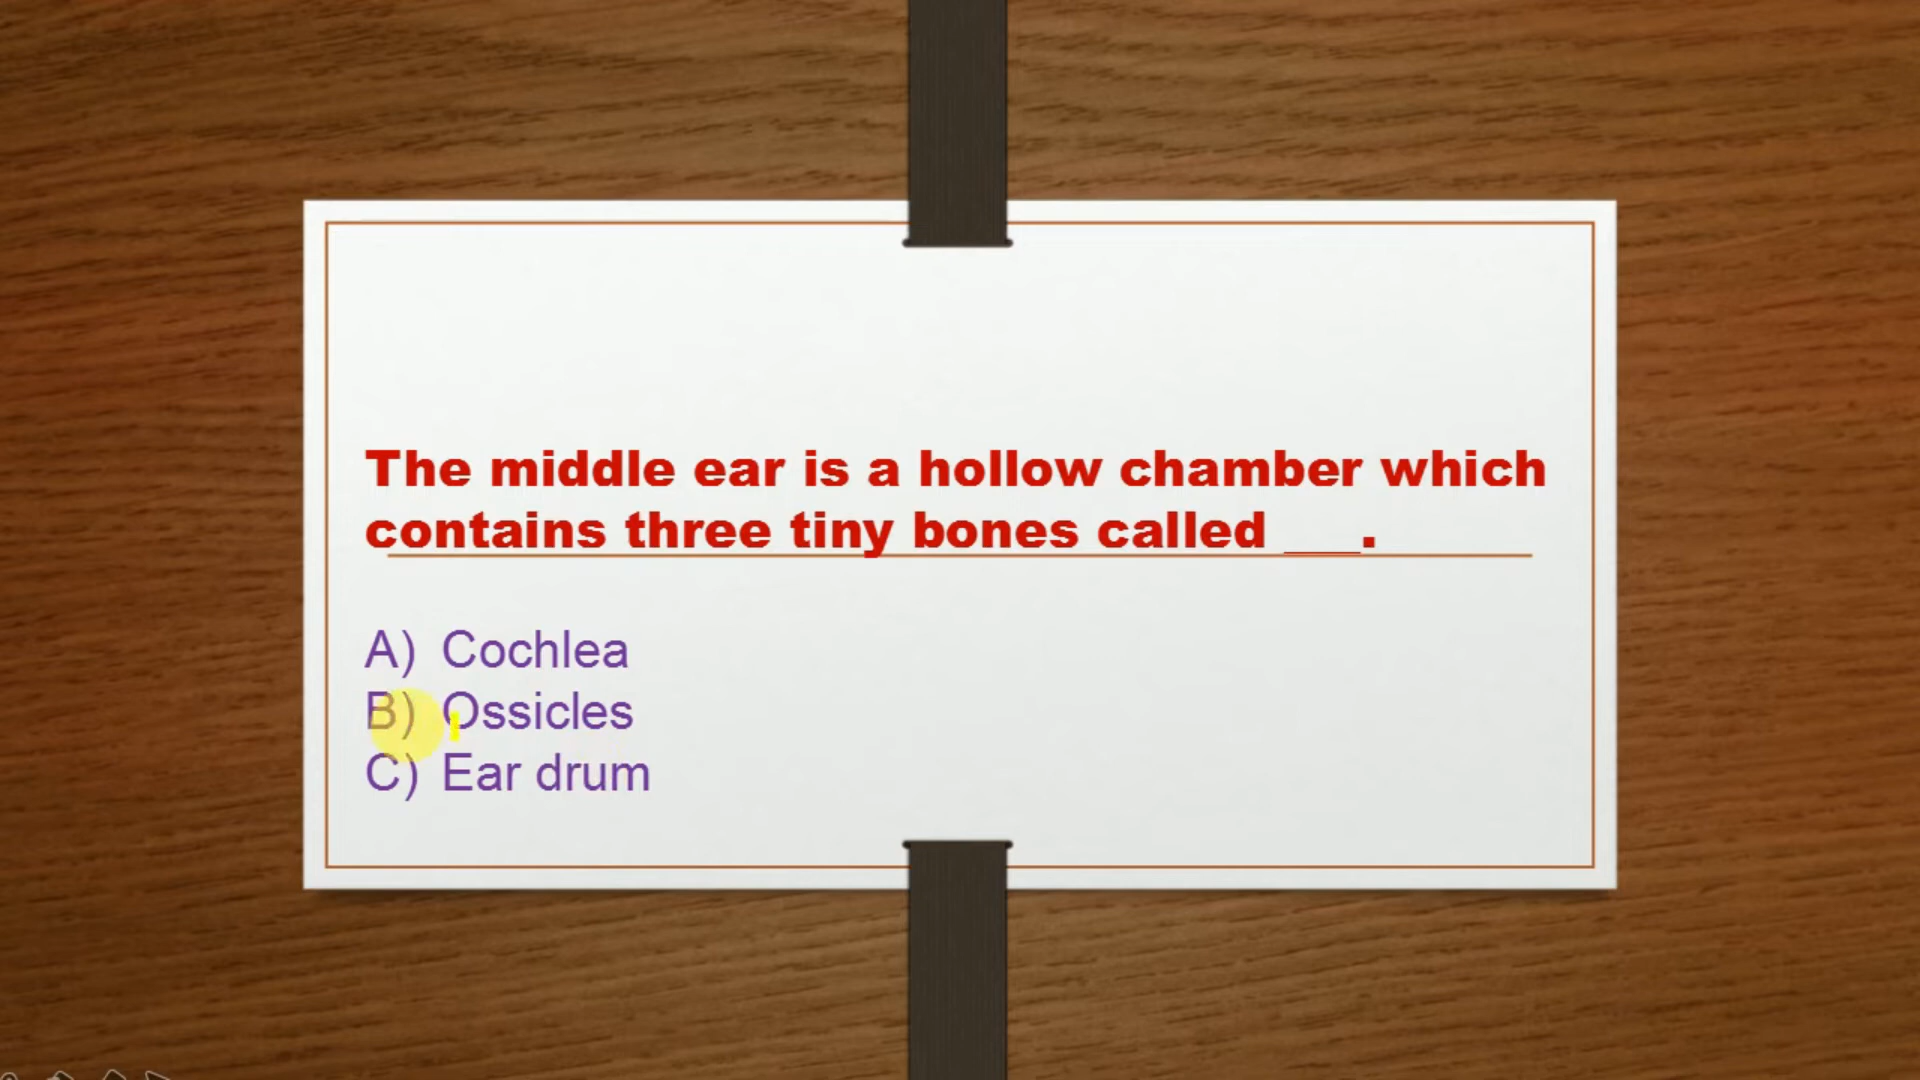 The middle ear is a hollow chamber which
contains three tiny bones called ___.
A) Cochlea
B) Ossicles
C) Ear drum